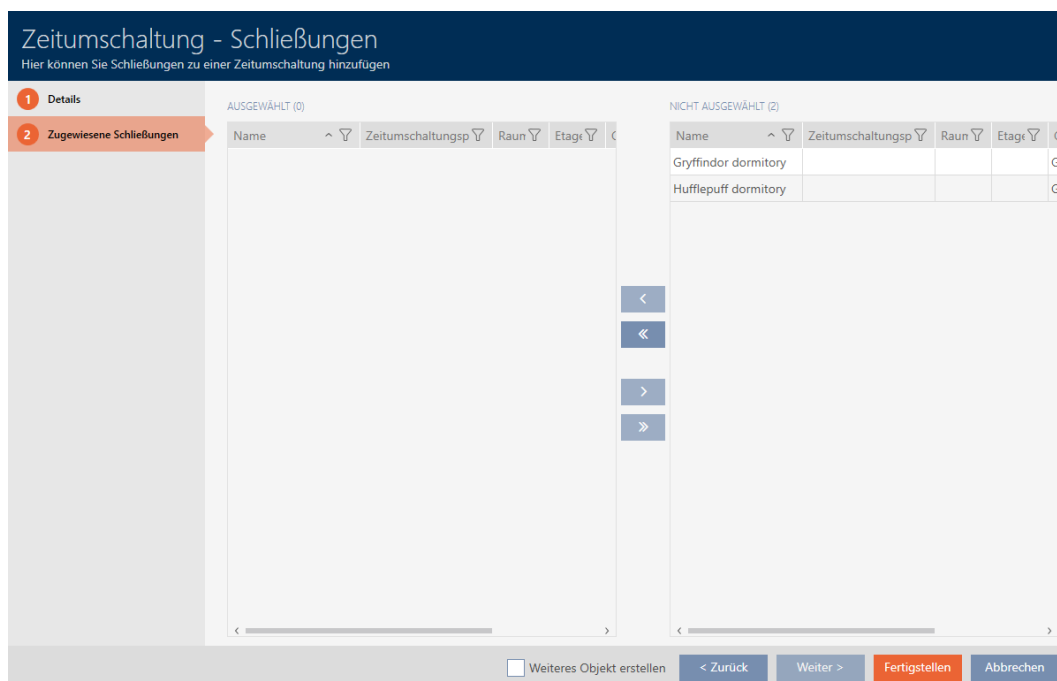 Zeitumschaltung - Schließungen
Hier können Sie Schließungen zu einer Zeitumschaltung hinzufügen
1 Details
2 Zugewiesene Schließungen
AUSGEWÄHLT (0)
Name Zeitumschaltungsp Raun Etage
NICHT AUSGEWÄHLT (2)
Name Zeitumschaltungsp Raun Etage
Gryffindor dormitory G
Hufflepuff dormitory G
Weiteres Objekt erstellen
< Zurück
Weiter >
Fertigstellen
Abbrechen